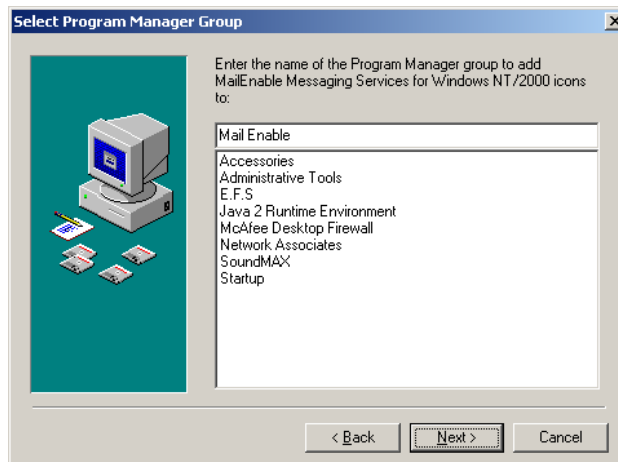 Select Program Manager Group
Enter the name of the Program Manager group to add
MailEnable Messaging Services for Windows NT/2000 icons
to:
Mail Enable
Accessories
Administrative Tools
E.F.S
Java 2 Runtime Environment
McAfee Desktop Firewall
Network Associates
SoundMAX
Startup
< Back
Next >
Cancel